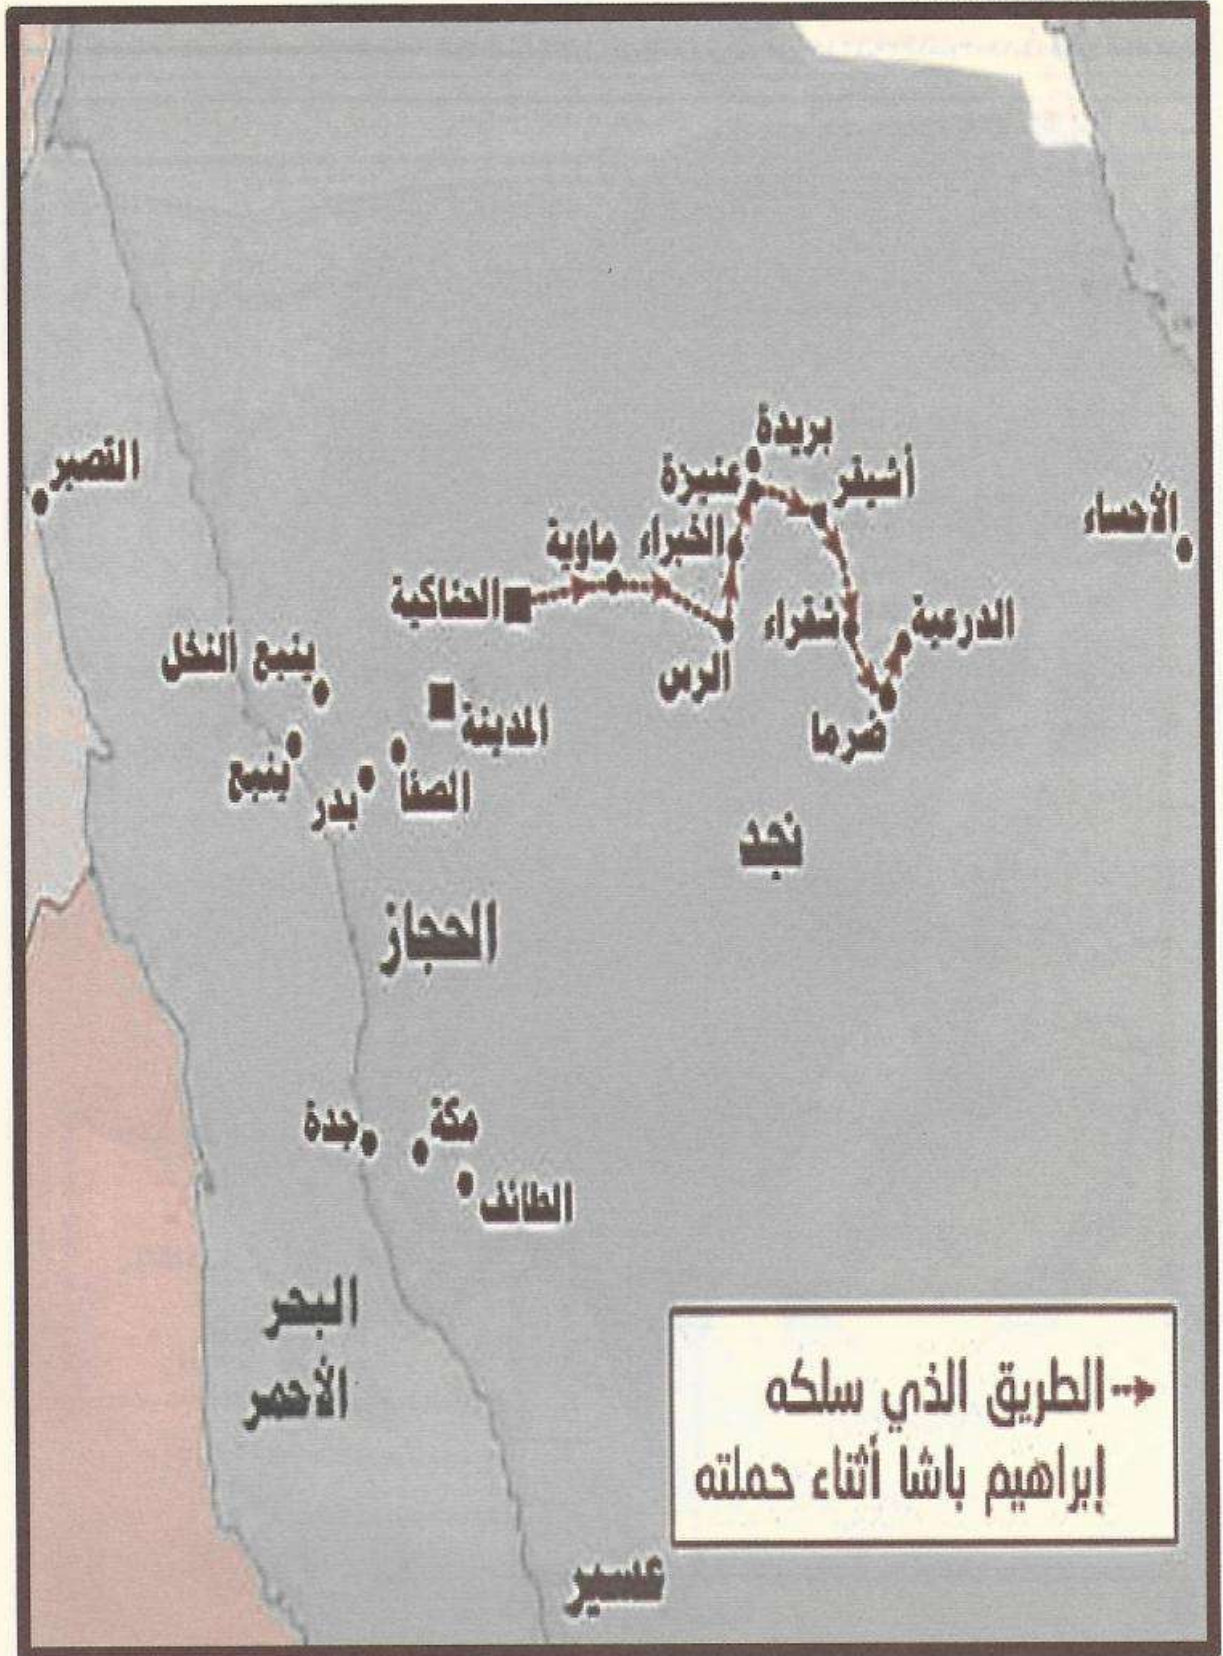 بريدة
عنيزة
أشيقر
القصير
الأحساء
ماوية
الخبراء
الحناكية
شقراء
الدرعية
ينبع النخل
الرس
المدينة
ضرما
ينبع
بدر
الصفا
نجد
الحجاز
جدة
مكة
الطائف
البحر
الأحمر
الطريق الذي سلكه
إبراهيم باشا أثناء حملته
عسير